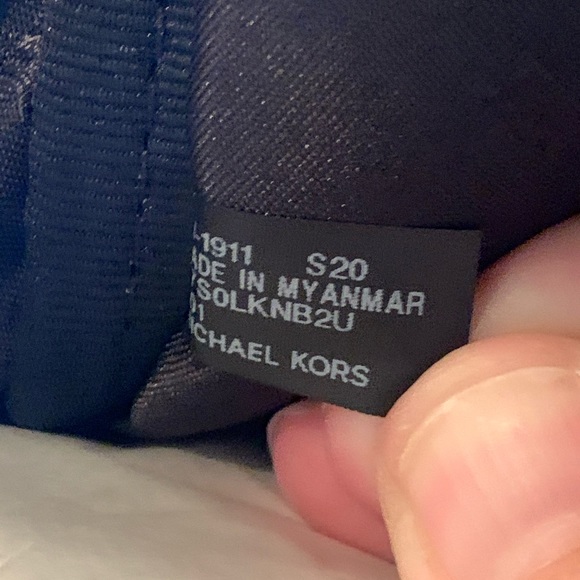 -1911 S20
ADE IN MYANMAR
S0LKNB2U
01
CHAEL KORS